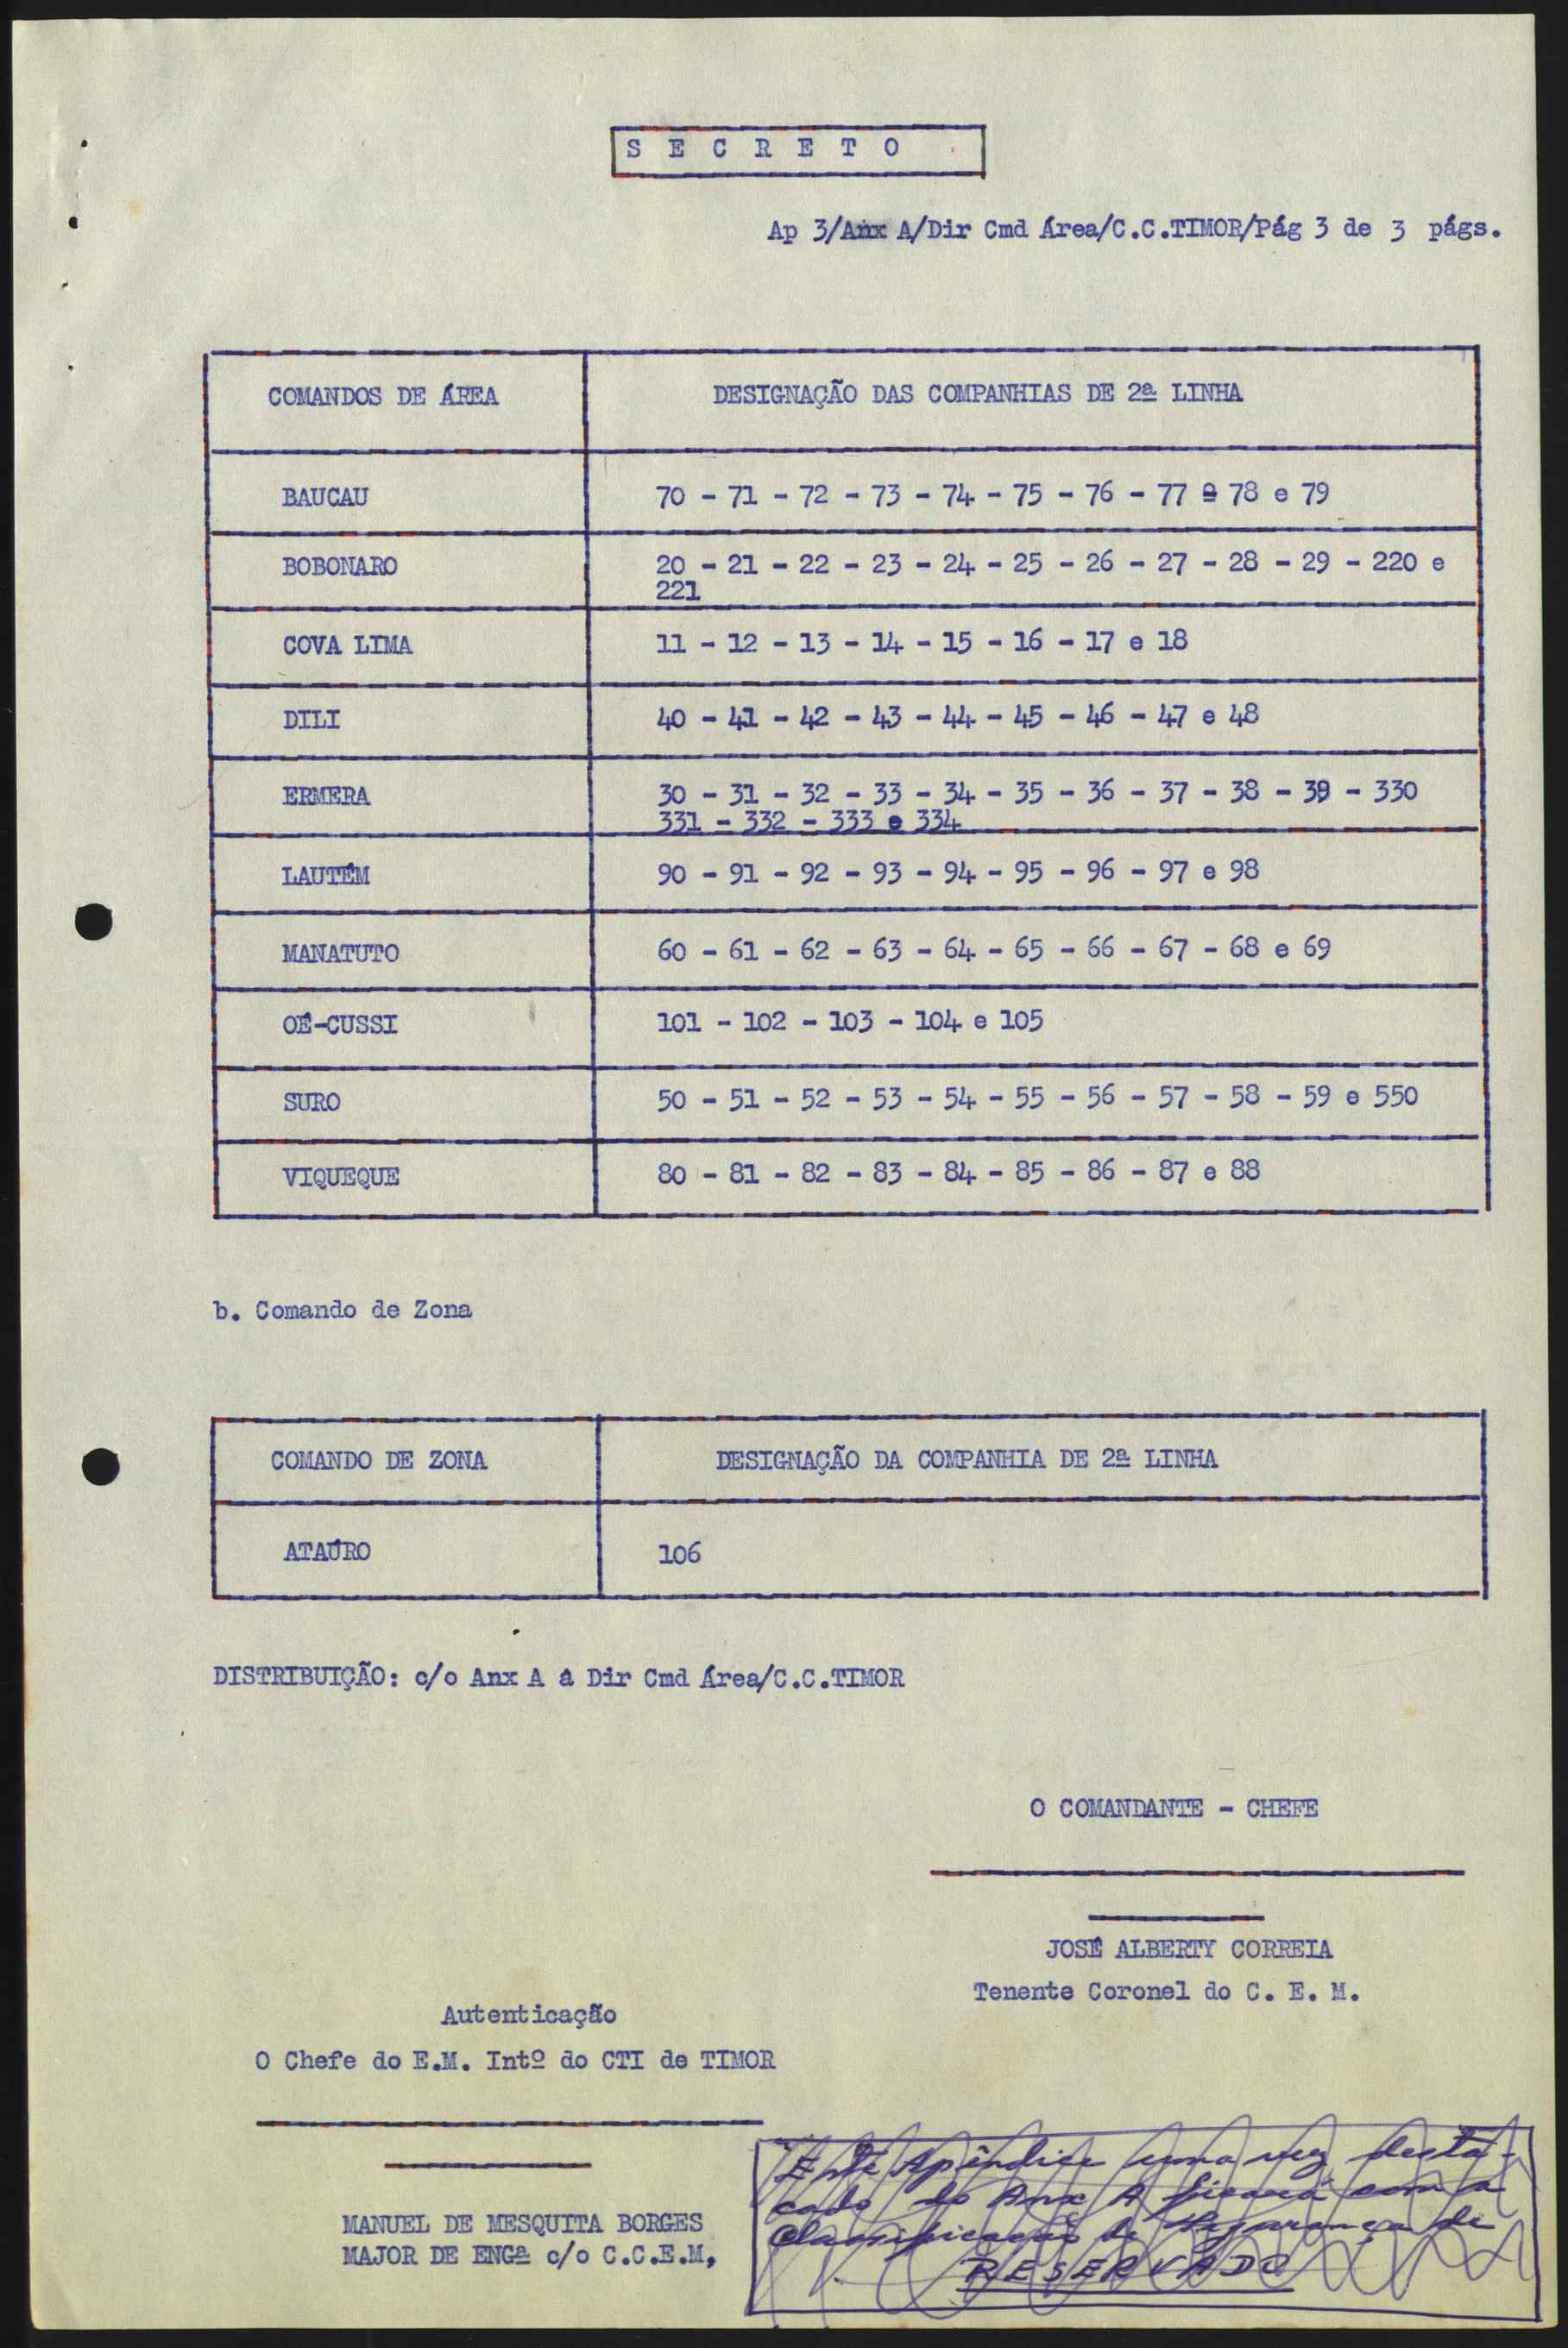 S E C R E T O
Ap 3/Anx A/Dir Cmd Área/C.C.TIMOR/Pág 3 de 3 págs.
COMANDOS DE ÁREA DESIGNAÇÃO DAS COMPANHIAS DE 2ª LINHA
BAUCAU 70 - 71 - 72 - 73 - 74 - 75 - 76 - 77 - 78 e 79
BOBONARO 20 - 21 - 22 - 23 - 24 - 25 - 26 - 27 - 28 - 29 - 220 e
221
COVA LIMA 11 - 12 - 13 - 14 - 15 - 16 - 17 e 18
DILI 40 - 41 - 42 - 43 - 44 - 45 - 46 - 47 e 48
ERMERA 30 - 31 - 32 - 33 - 34 - 35 - 36 - 37 - 38 - 39 - 330
331 - 332 - 333 e 334
LAUTÉM 90 - 91 - 92 - 93 - 94 - 95 - 96 - 97 e 98
MANATUTO 60 - 61 - 62 - 63 - 64 - 65 - 66 - 67 - 68 e 69
OÉ-CUSSI 101 - 102 - 103 - 104 e 105
SURO 50 - 51 - 52 - 53 - 54 - 55 - 56 - 57 - 58 - 59 e 550
VIQUEQUE 80 - 81 - 82 - 83 - 84 - 85 - 86 - 87 e 88
b. Comando de Zona
COMANDO DE ZONA DESIGNAÇÃO DA COMPANHIA DE 2ª LINHA
ATAÚRO 106
DISTRIBUIÇÃO: c/o Anx A à Dir Cmd Área/C.C.TIMOR
O COMANDANTE - CHEFE
JOSÉ ALBERTY CORREIA
Tenente Coronel do C. E. M.
Autenticação
O Chefe do E.M. Intº do CTI de TIMOR
MANUEL DE MESQUITA BORGES
MAJOR DE ENGª c/o C.C.E.M,
Este Apêndice uma vez desta-
cado do Anx A ficará com a
Classificação de Segurança de
RESERVADO